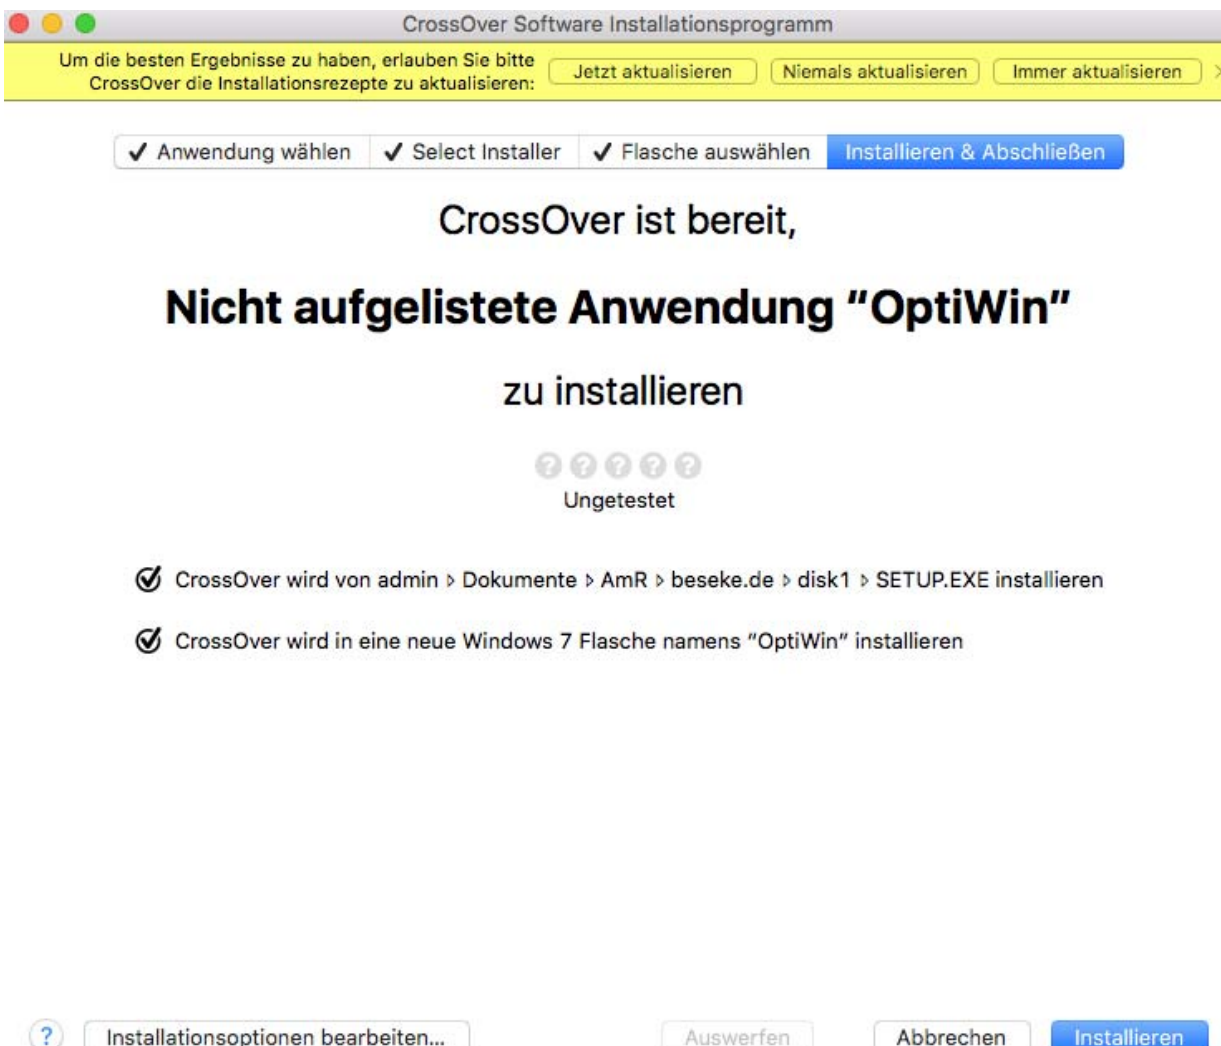 CrossOver Software Installationsprogramm
Um die besten Ergebnisse zu haben, erlauben Sie bitte
CrossOver die Installationsrezepte zu aktualisieren:
Jetzt aktualisieren Niemals aktualisieren Immer aktualisieren
✓ Anwendung wählen ✓ Select Installer ✓ Flasche auswählen Installieren & Abschließen
CrossOver ist bereit,
Nicht aufgelistete Anwendung “OptiWin”
zu installieren
? ? ? ? ?
Ungetestet
CrossOver wird von admin ▹ Dokumente ▹ AmR ▹ beseke.de ▹ disk1 ▹ SETUP.EXE installieren
CrossOver wird in eine neue Windows 7 Flasche namens “OptiWin” installieren
? Installationsoptionen bearbeiten... Auswerfen Abbrechen Installieren